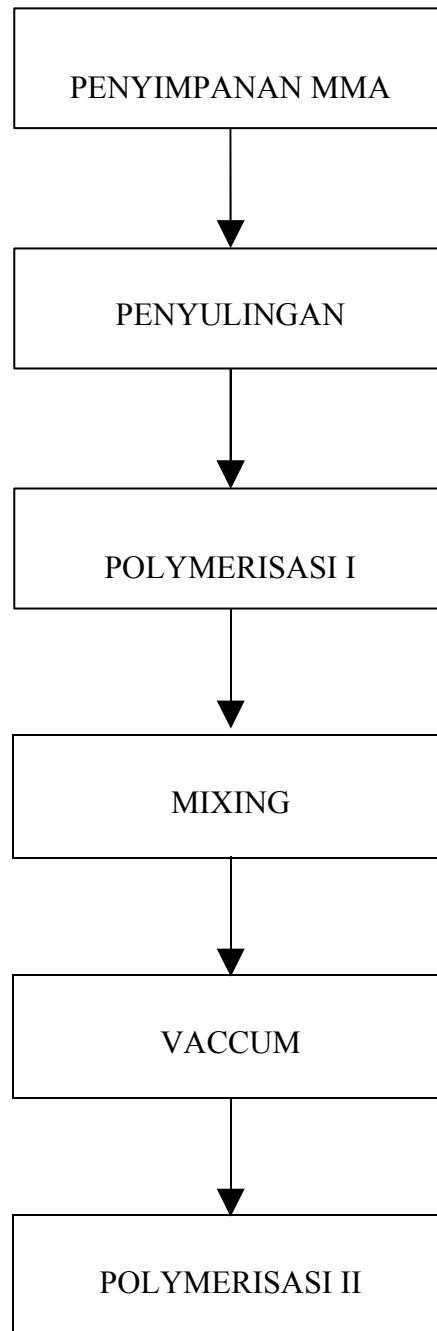 PENYIMPANAN MMA
PENYULINGAN
POLYMERISASI I
MIXING
VACCUM
POLYMERISASI II